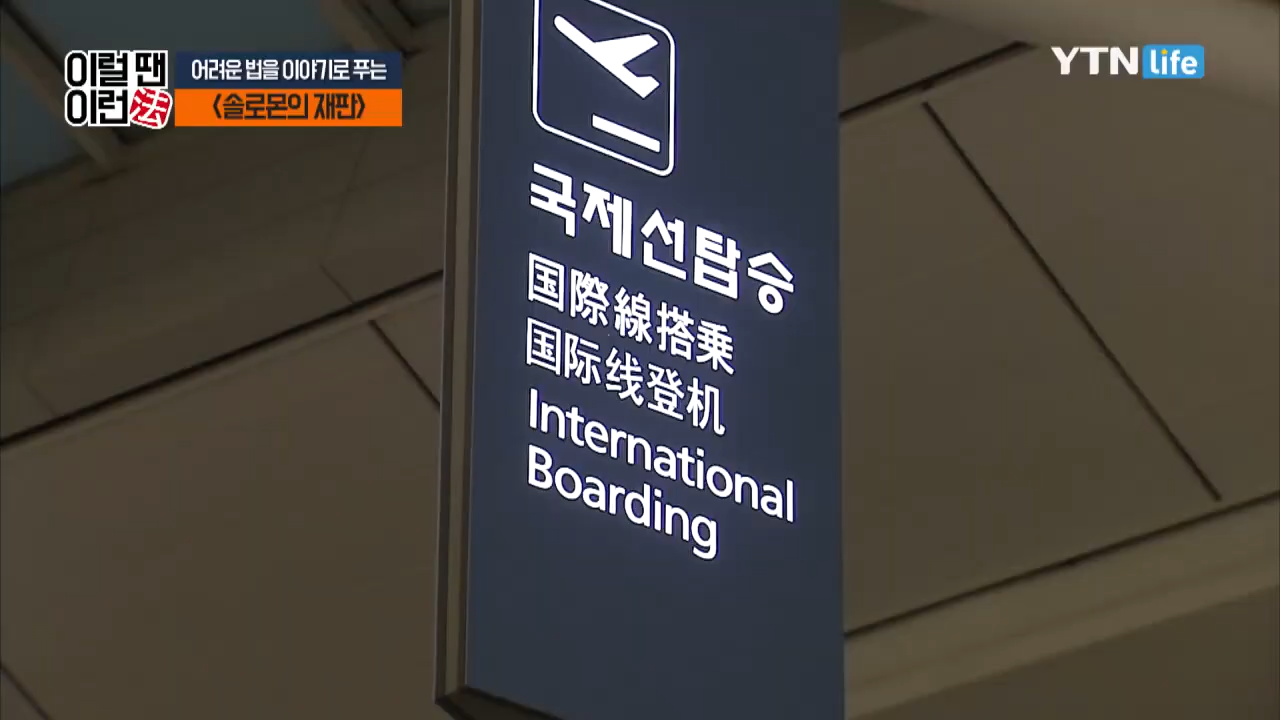 이럴 땐
이런 法
어려운 법을 이야기로 푸는
〈솔로몬의 재판〉
YTN life
국제선탑승
国際線搭乗
国际线登机
International
Boarding